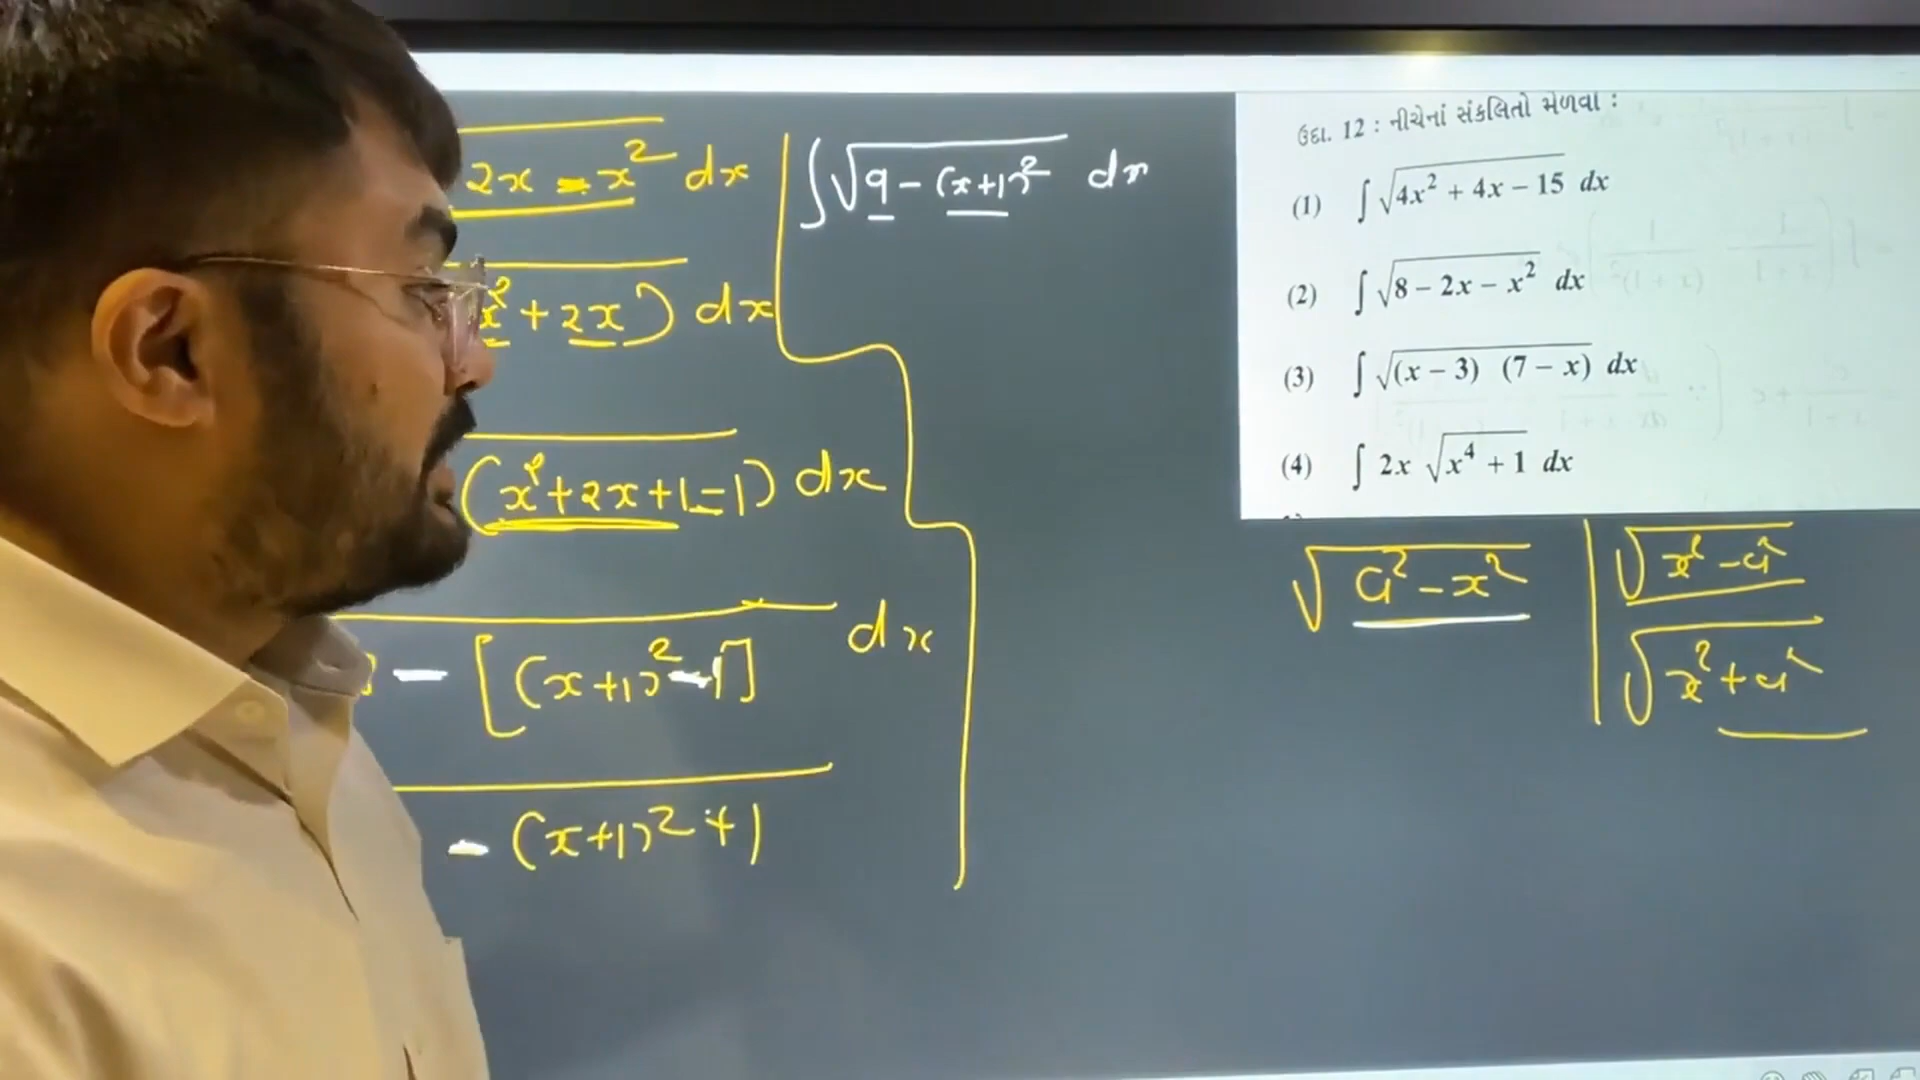 2x - x² dx
x² + 2x) dx
(x² + 2x + 1 - 1) dx
- [(x+1)² - 1] dx
- (x+1)² + 1
∫√(9 - (x+1)²) dx
ઉદા. 12 : નીચેનાં સંકલિતો મેળવો :
(1) ∫ √(4x² + 4x – 15) dx
(2) ∫ √(8 – 2x – x²) dx
(3) ∫ √((x – 3) (7 – x)) dx
(4) ∫ 2x √(x⁴ + 1) dx
√(a² - x²)
√(x² - a²)
√(x² + a²)